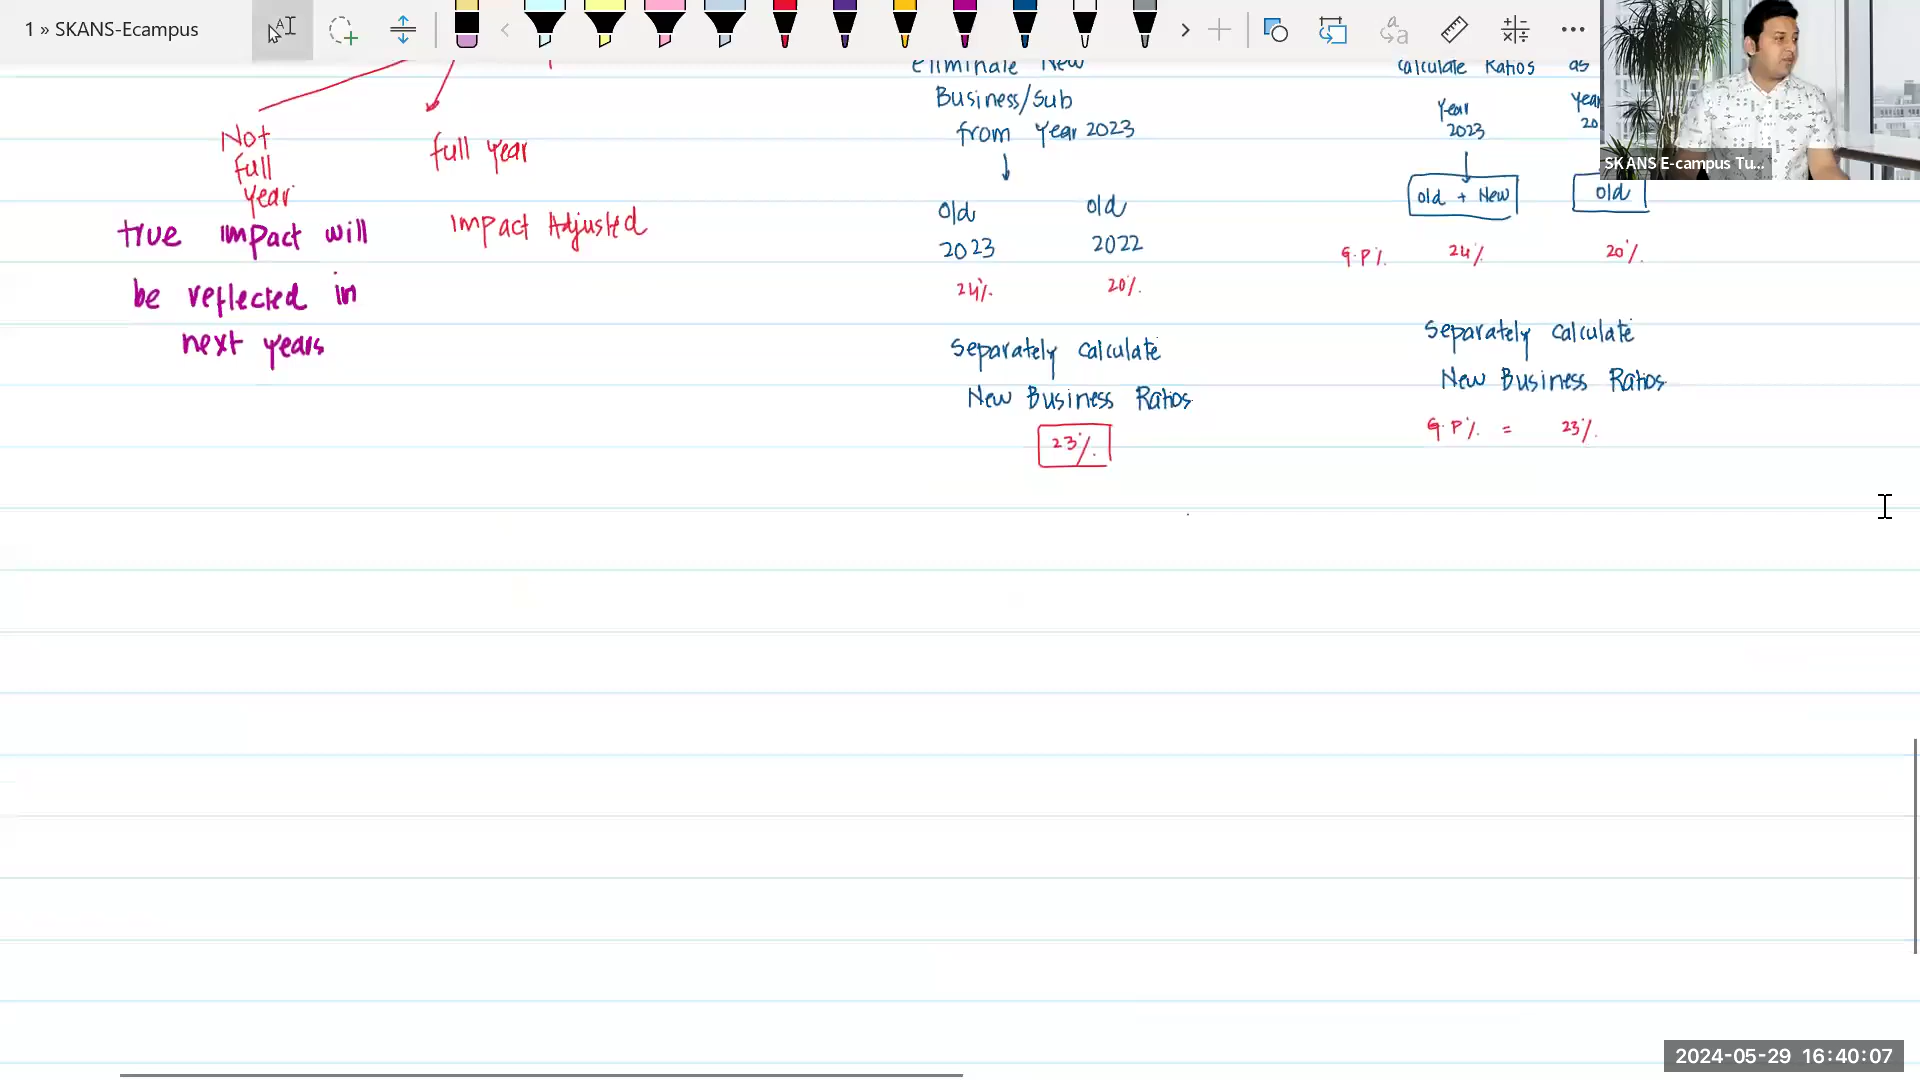 1 » SKANS-Ecampus
Not
full
year
full year
true impact will
be reflected in
next years
Impact Adjusted
eliminate New
Business/Sub
from Year 2023
Old
2023
24%
Old
2022
20%
Separately Calculate
New Business Ratios
23%
Calculate Ratios as
Year
2023
Year
20
Old + New
Old
G.P% 24% 20%
Separately Calculate
New Business Ratios
G.P% = 23%
SKANS E-campus Tu...
2024-05-29 16:40:07